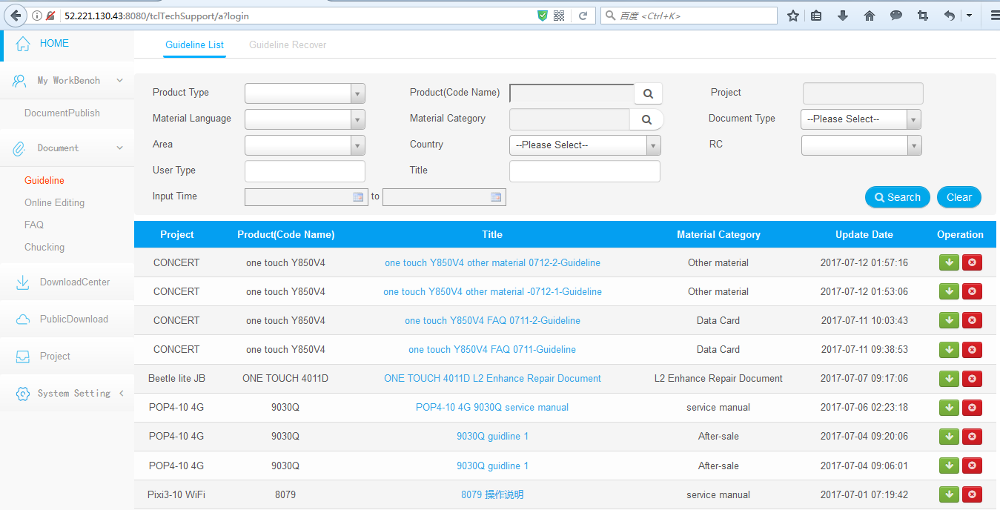 52.221.130.43:8080/tclTechSupport/a?login
百度 <Ctrl+K>
HOME
My WorkBench
DocumentPublish
Document
Guideline
Online Editing
FAQ
Chucking
DownloadCenter
PublicDownload
Project
System Setting
Guideline List Guideline Recover
Product Type Product(Code Name) Project
Material Language Material Category Document Type --Please Select--
Area Country --Please Select-- RC
User Type Title
Input Time to Search Clear
Project Product(Code Name) Title Material Category Update Date Operation
CONCERT one touch Y850V4 one touch Y850V4 other material 0712-2-Guideline Other material 2017-07-12 01:57:16
CONCERT one touch Y850V4 one touch Y850V4 other material -0712-1-Guideline Other material 2017-07-12 01:53:06
CONCERT one touch Y850V4 one touch Y850V4 FAQ 0711-2-Guideline Data Card 2017-07-11 10:03:43
CONCERT one touch Y850V4 one touch Y850V4 FAQ 0711-Guideline Data Card 2017-07-11 09:38:53
Beetle lite JB ONE TOUCH 4011D ONE TOUCH 4011D L2 Enhance Repair Document L2 Enhance Repair Document 2017-07-07 09:17:06
POP4-10 4G 9030Q POP4-10 4G 9030Q service manual service manual 2017-07-06 02:23:18
POP4-10 4G 9030Q 9030Q guidline 1 After-sale 2017-07-04 09:20:06
POP4-10 4G 9030Q 9030Q guidline 1 After-sale 2017-07-04 09:06:01
Pixi3-10 WiFi 8079 8079 操作说明 service manual 2017-07-01 07:19:42